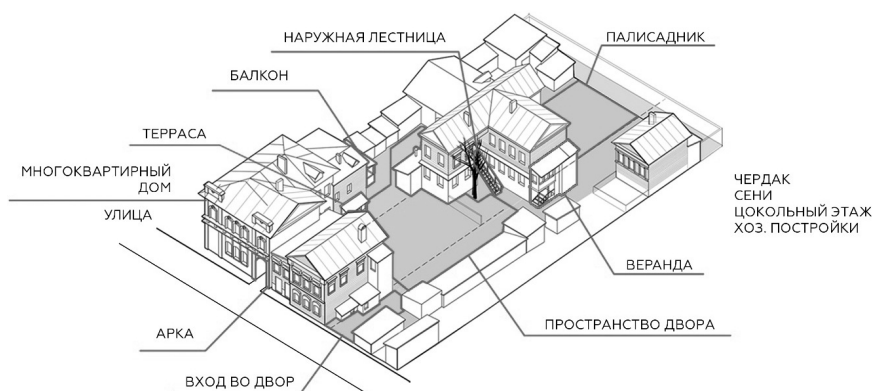 НАРУЖНАЯ ЛЕСТНИЦА
ПАЛИСАДНИК
БАЛКОН
ТЕРРАСА
МНОГОКВАРТИРНЫЙ
ДОМ
УЛИЦА
ЧЕРДАК
СЕНИ
ЦОКОЛЬНЫЙ ЭТАЖ
ХОЗ. ПОСТРОЙКИ
ВЕРАНДА
ПРОСТРАНСТВО ДВОРА
АРКА
ВХОД ВО ДВОР